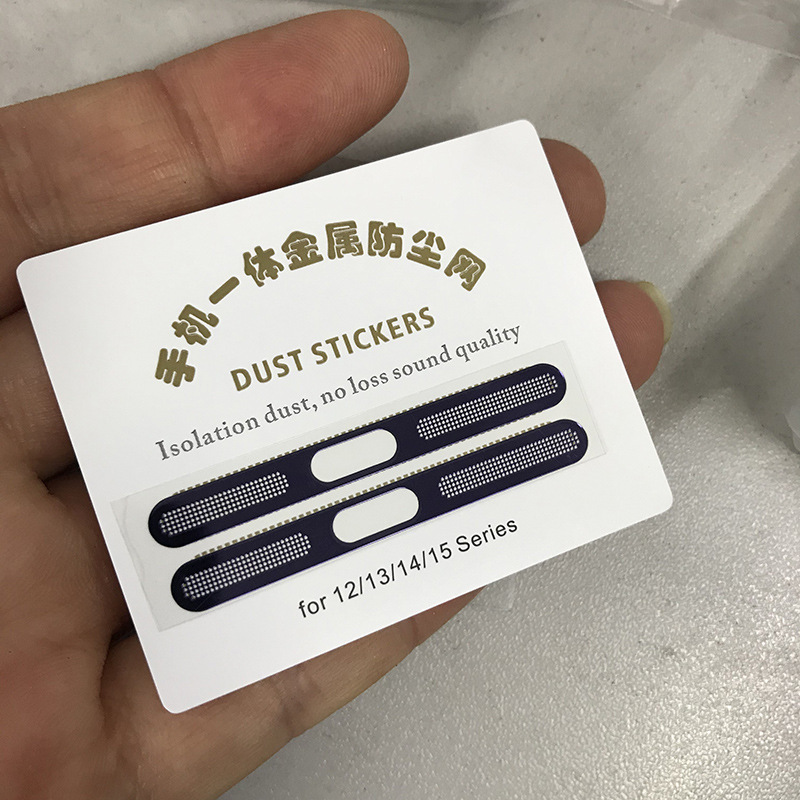 手机一体金属防尘网
DUST STICKERS
Isolation dust, no loss sound quality
for 12/13/14/15 Series